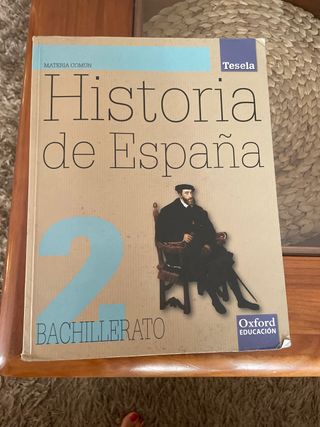 MATERIA COMÚN
Tesela
Historia
de España
2
BACHILLERATO
Oxford
EDUCACIÓN